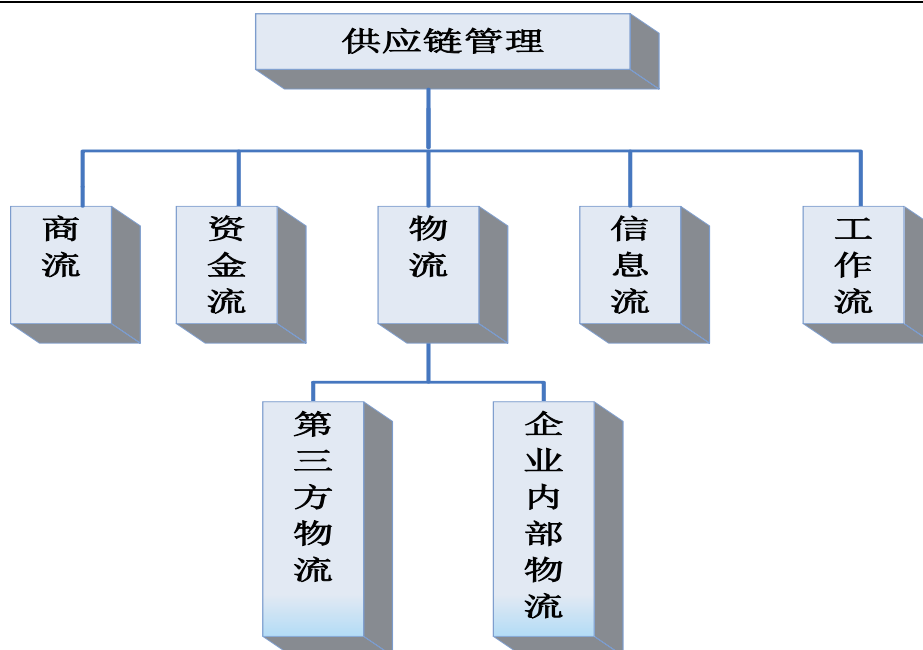 供应链管理
商流
资金流
物流
信息流
工作流
第三方物流
企业内部物流